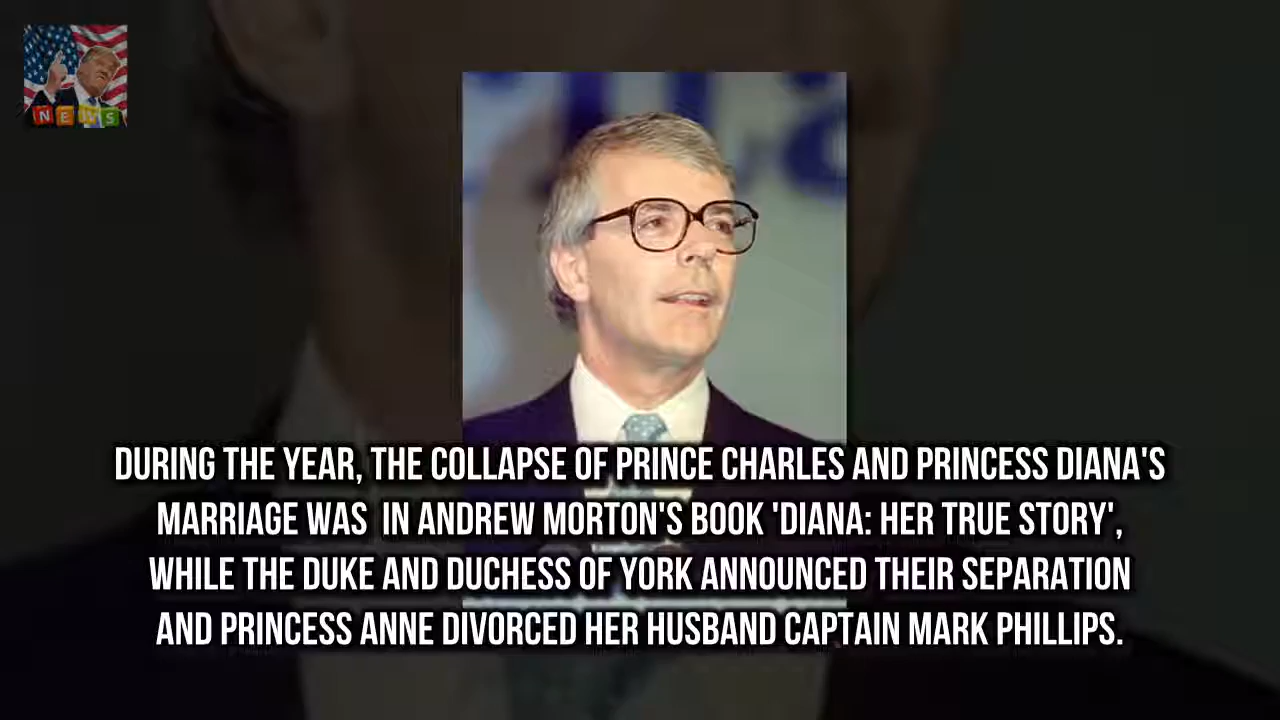 NEWS
DURING THE YEAR, THE COLLAPSE OF PRINCE CHARLES AND PRINCESS DIANA'S
MARRIAGE WAS  IN ANDREW MORTON'S BOOK 'DIANA: HER TRUE STORY',
WHILE THE DUKE AND DUCHESS OF YORK ANNOUNCED THEIR SEPARATION
AND PRINCESS ANNE DIVORCED HER HUSBAND CAPTAIN MARK PHILLIPS.